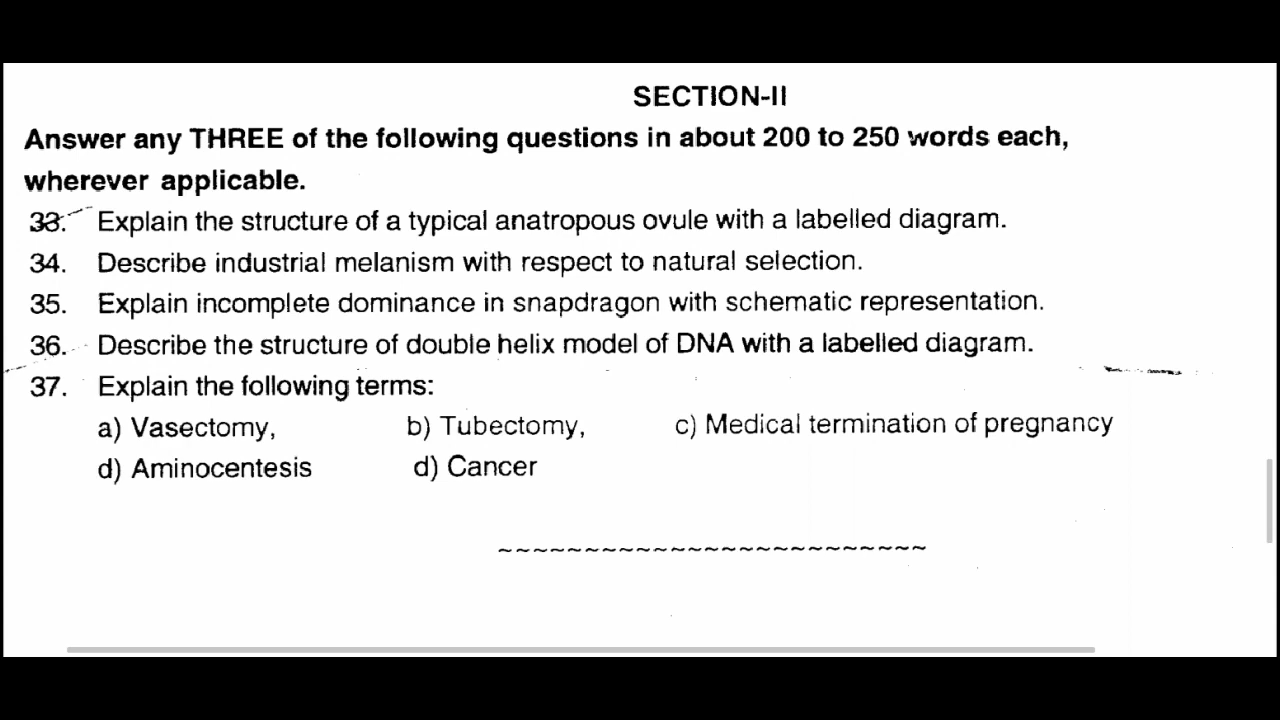 SECTION-II
Answer any THREE of the following questions in about 200 to 250 words each,
wherever applicable.
33. Explain the structure of a typical anatropous ovule with a labelled diagram.
34. Describe industrial melanism with respect to natural selection.
35. Explain incomplete dominance in snapdragon with schematic representation.
36. Describe the structure of double helix model of DNA with a labelled diagram.
37. Explain the following terms:
a) Vasectomy, b) Tubectomy, c) Medical termination of pregnancy
d) Aminocentesis d) Cancer
~~~~~~~~~~~~~~~~~~~~~~~~~